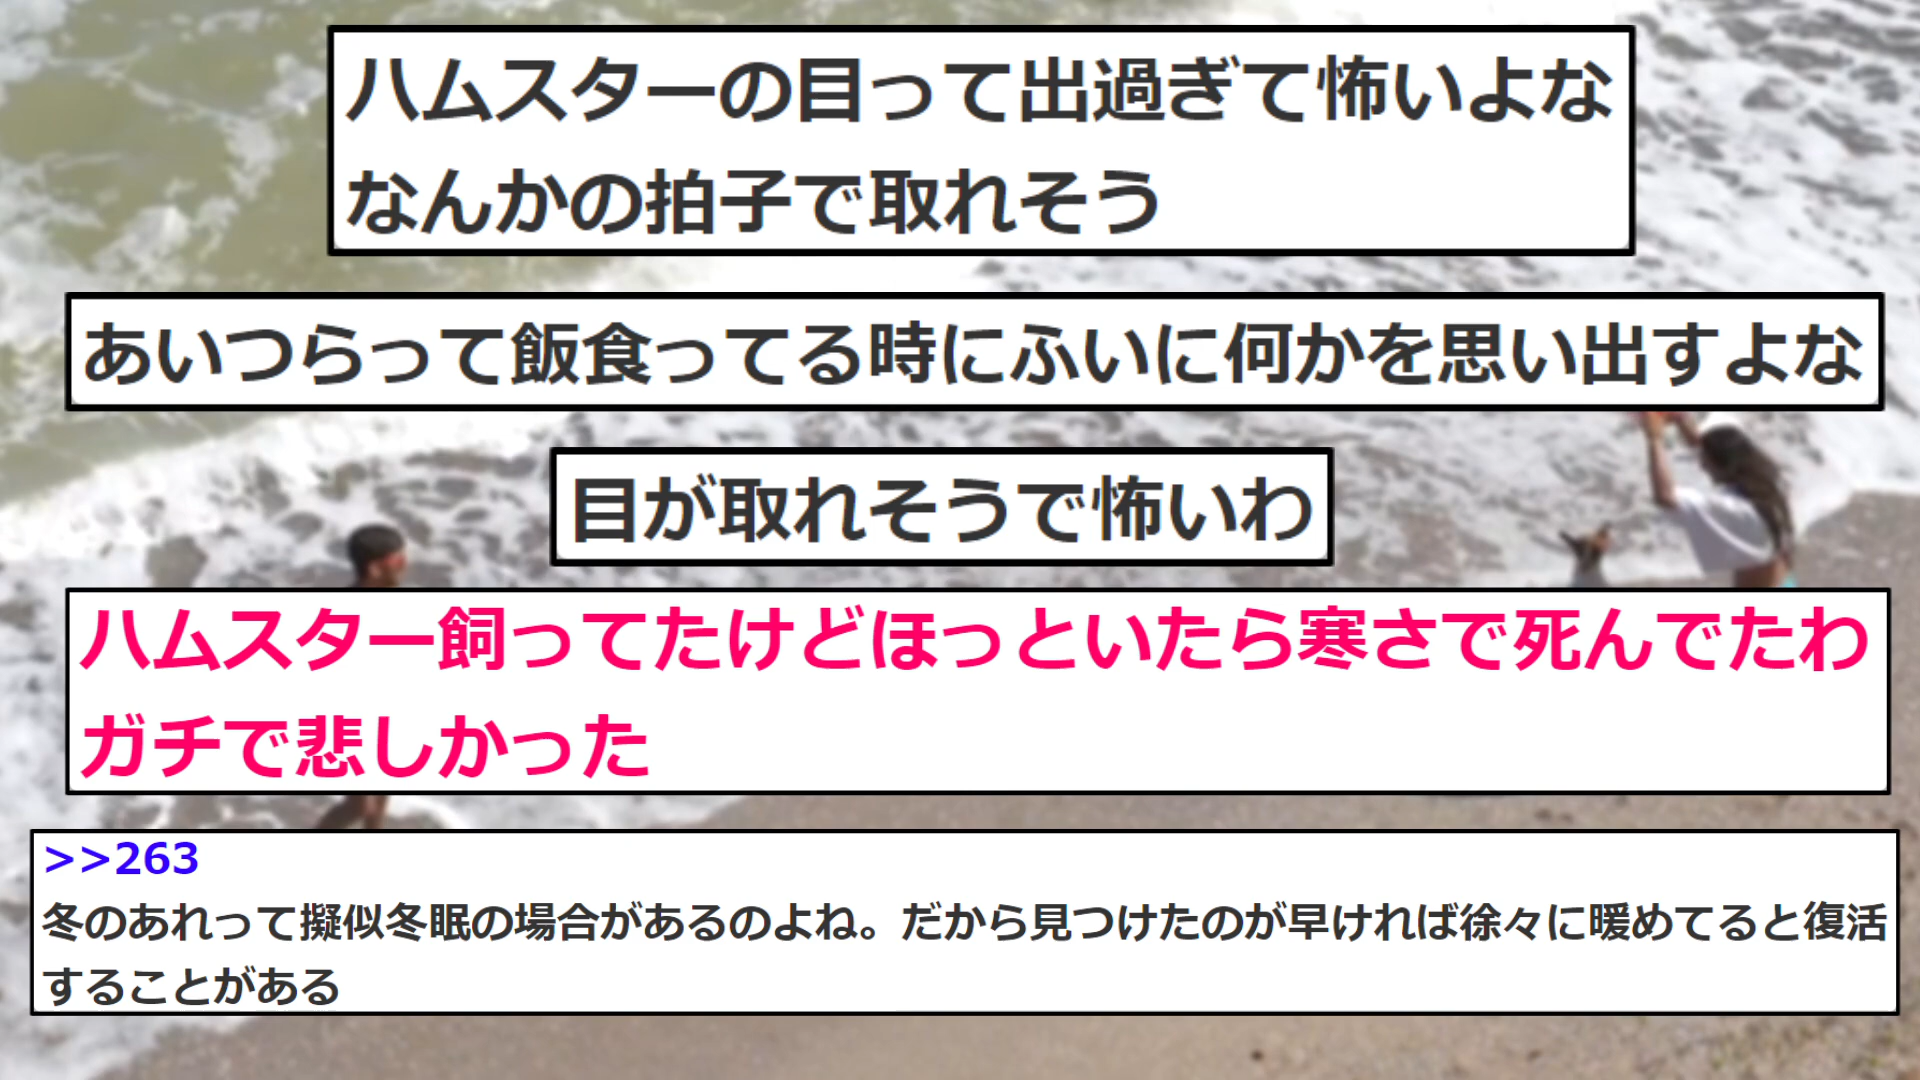 ハムスターの目って出過ぎて怖いよな
なんかの拍子で取れそう
あいつらって飯食ってる時にふいに何かを思い出すよな
目が取れそうで怖いわ
ハムスター飼ってたけどほっといたら寒さで死んでたわ
ガチで悲しかった
>>263
冬のあれって擬似冬眠の場合があるのよね。だから見つけたのが早ければ徐々に暖めてると復活
することがある